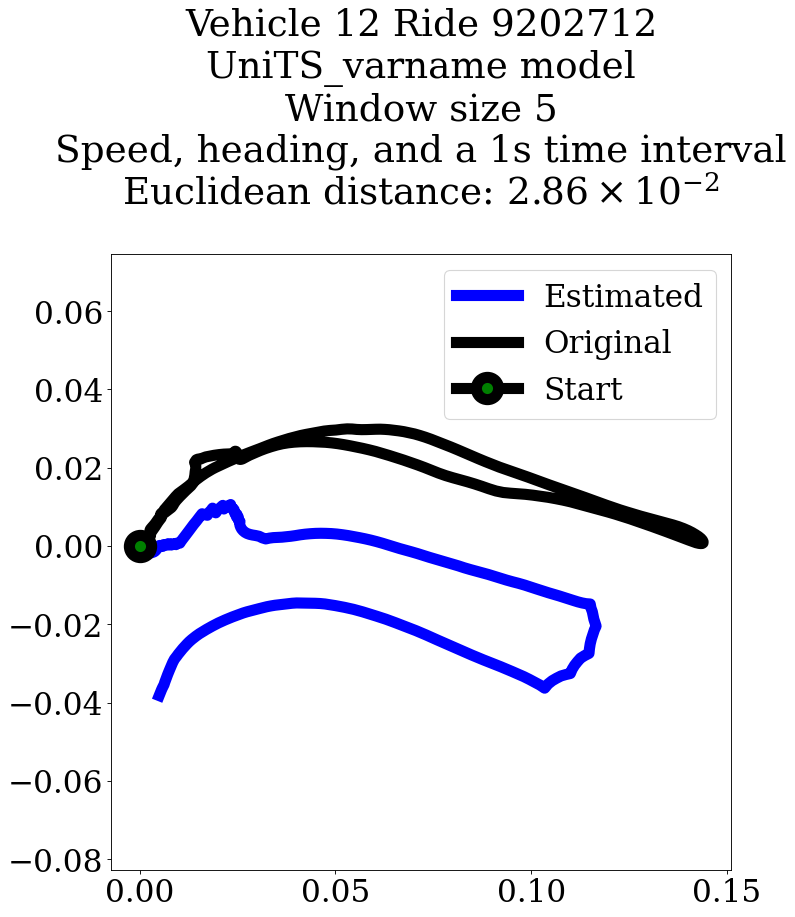 Vehicle 12 Ride 9202712
UniTS_varname model
Window size 5
Speed, heading, and a 1s time interval
Euclidean distance: 2.86 × 10⁻²
Estimated
Original
Start
0.06
0.04
0.02
0.00
−0.02
−0.04
−0.06
−0.08
0.00 0.05 0.10 0.15